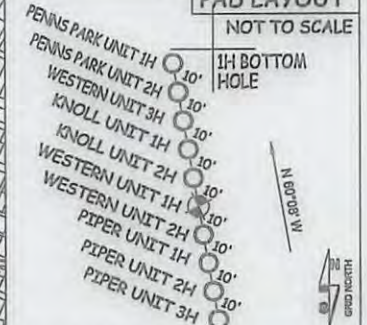 PAD LAYOUT
NOT TO SCALE
1H BOTTOM
HOLE
PENNS PARK UNIT 1H
10'
PENNS PARK UNIT 2H
10'
WESTERN UNIT 3H
10'
KNOLL UNIT 1H
10'
KNOLL UNIT 2H
10'
WESTERN UNIT 1H
10'
WESTERN UNIT 2H
10'
PIPER UNIT 1H
10'
PIPER UNIT 2H
10'
PIPER UNIT 3H
N 60°08' W
N
GRID NORTH